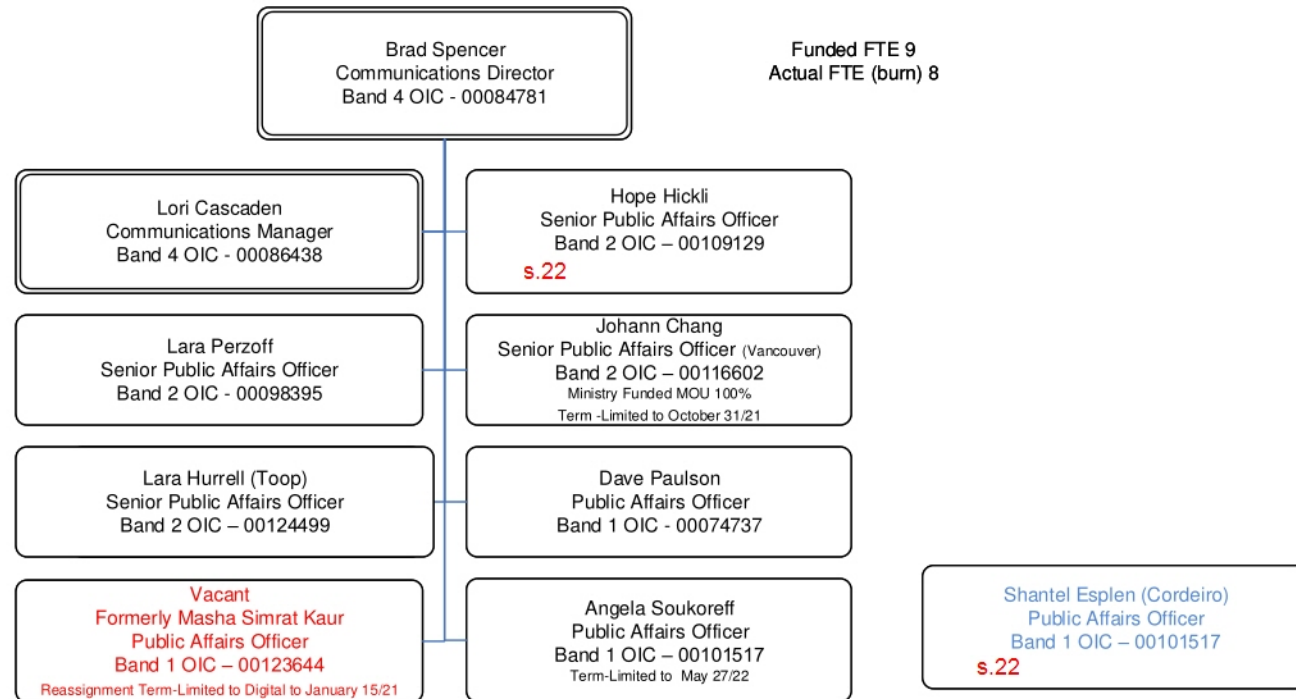 Brad Spencer
Communications Director
Band 4 OIC - 00084781
Funded FTE 9
Actual FTE (burn) 8
Lori Cascaden
Communications Manager
Band 4 OIC - 00086438
Hope Hickli
Senior Public Affairs Officer
Band 2 OIC – 00109129
s.22
Lara Perzoff
Senior Public Affairs Officer
Band 2 OIC - 00098395
Johann Chang
Senior Public Affairs Officer (Vancouver)
Band 2 OIC – 00116602
Ministry Funded MOU 100%
Term -Limited to October 31/21
Lara Hurrell (Toop)
Senior Public Affairs Officer
Band 2 OIC – 00124499
Dave Paulson
Public Affairs Officer
Band 1 OIC - 00074737
Vacant
Formerly Masha Simrat Kaur
Public Affairs Officer
Band 1 OIC – 00123644
Reassignment Term-Limited to Digital to January 15/21
Angela Soukoreff
Public Affairs Officer
Band 1 OIC – 00101517
Term-Limited to May 27/22
Shantel Esplen (Cordeiro)
Public Affairs Officer
Band 1 OIC – 00101517
s.22